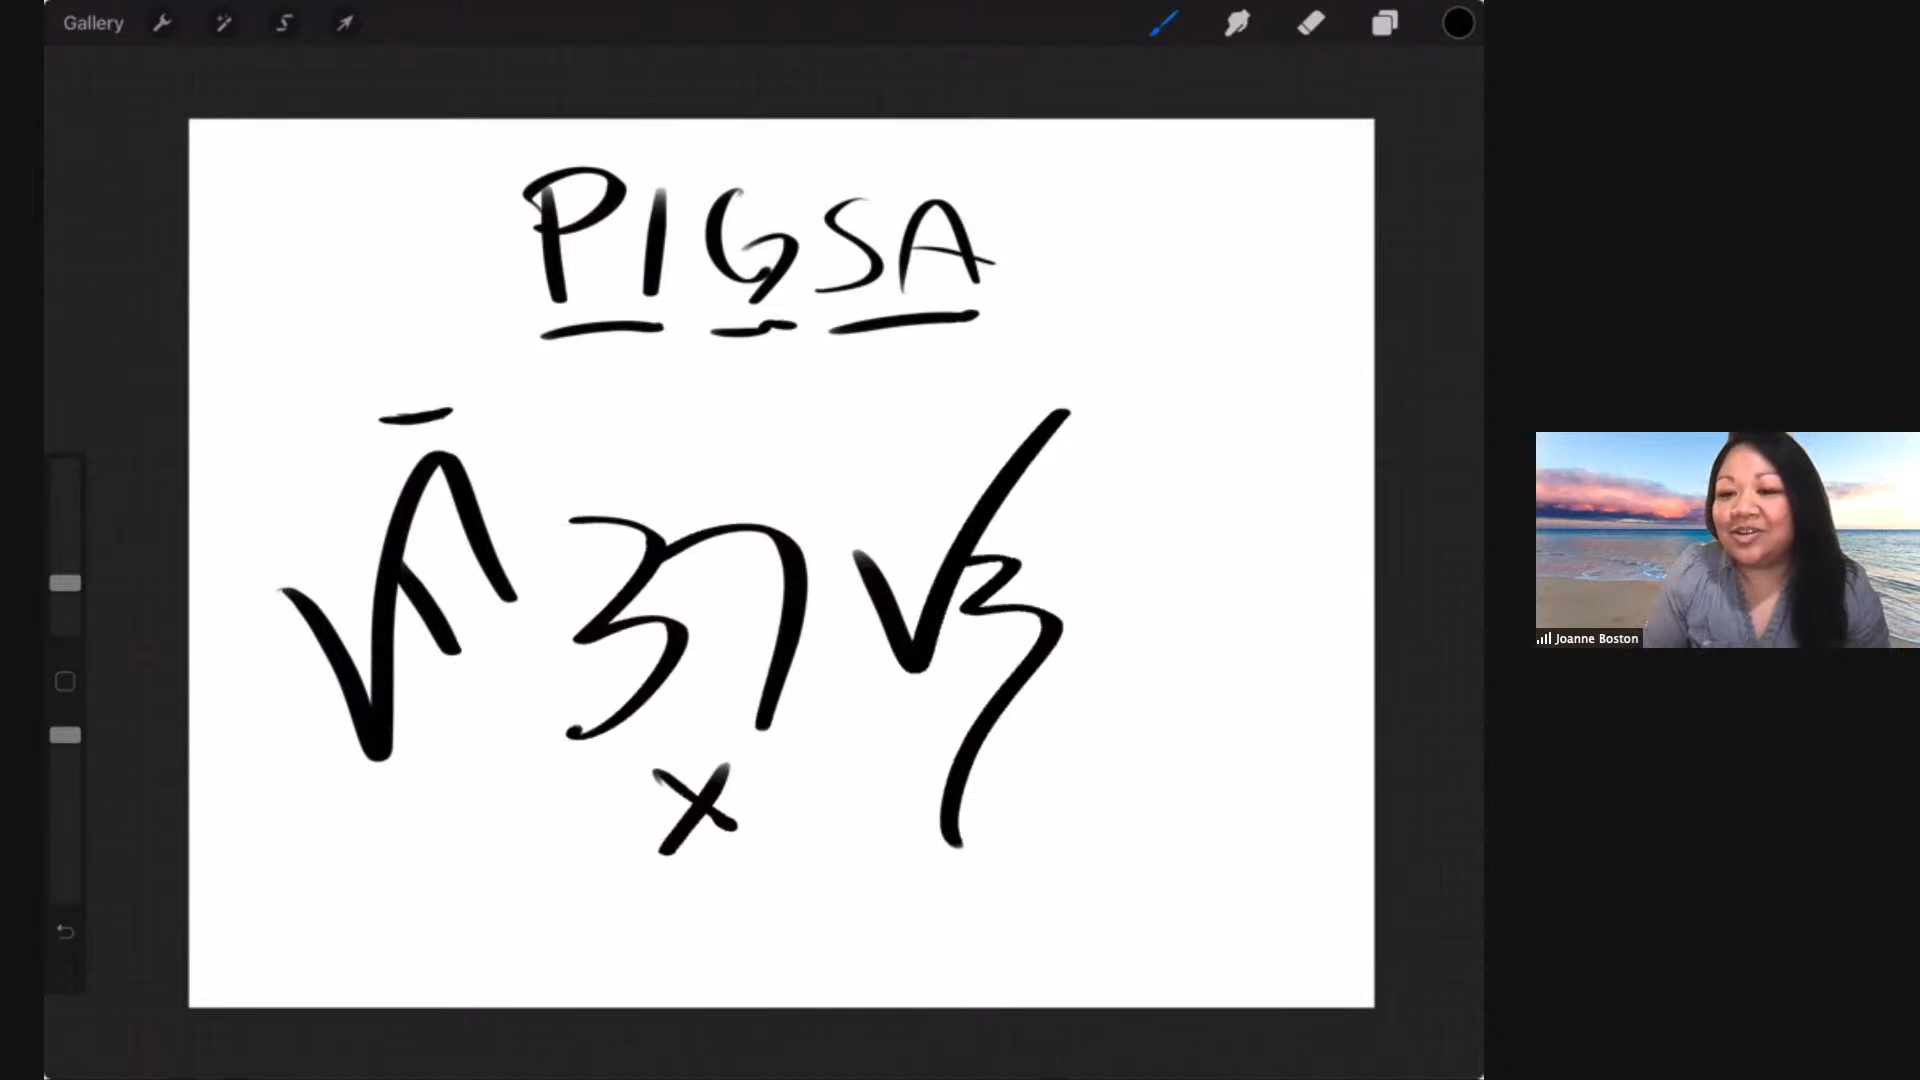 Gallery
PIGSA
ᜉᜒᜄ᜔ᜐ
Joanne Boston